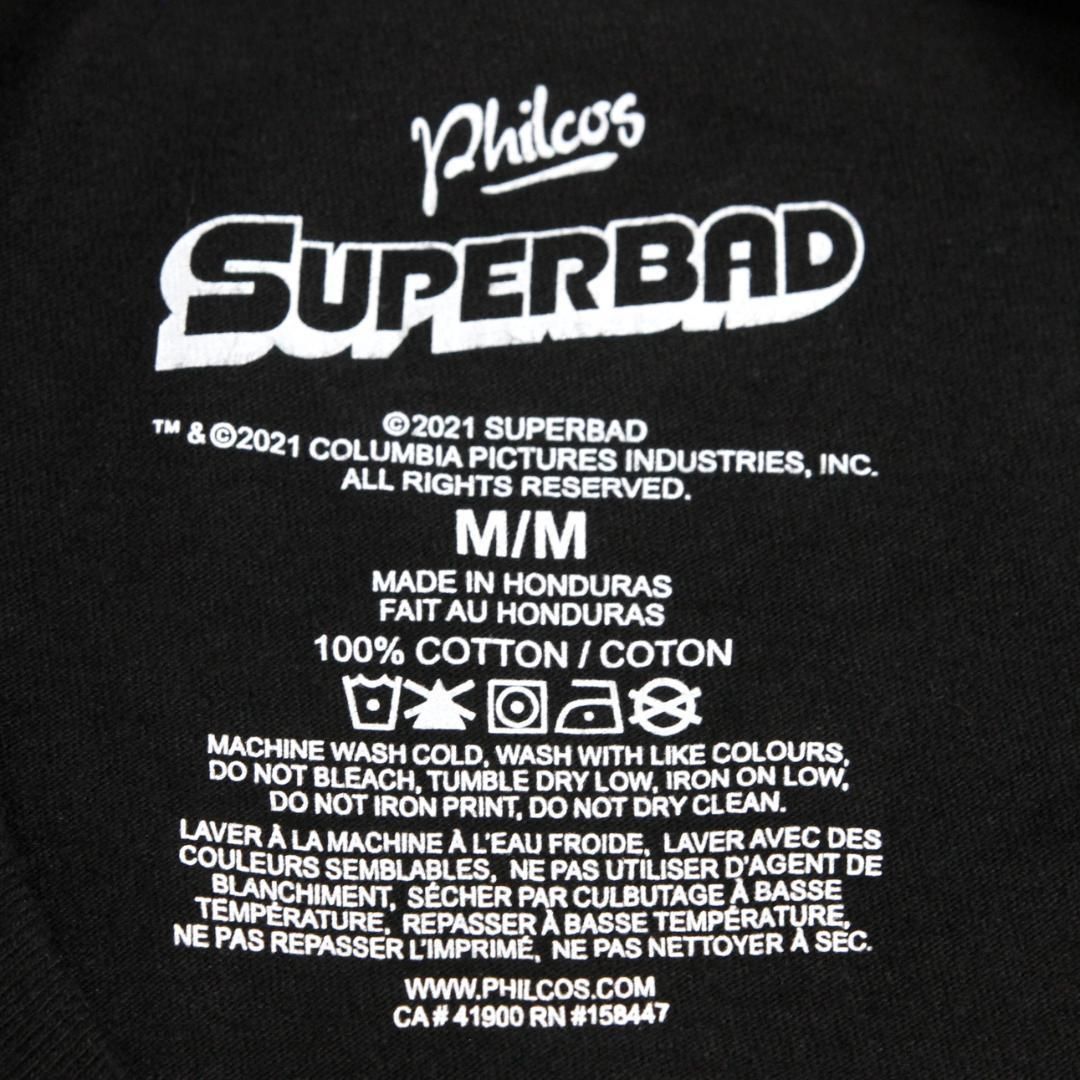 Philcos
SUPERBAD
©2021 SUPERBAD
™ & ©2021 COLUMBIA PICTURES INDUSTRIES, INC.
ALL RIGHTS RESERVED.
M/M
MADE IN HONDURAS
FAIT AU HONDURAS
100% COTTON / COTON
MACHINE WASH COLD, WASH WITH LIKE COLOURS,
DO NOT BLEACH, TUMBLE DRY LOW, IRON ON LOW,
DO NOT IRON PRINT, DO NOT DRY CLEAN.
LAVER À LA MACHINE À L'EAU FROIDE, LAVER AVEC DES
COULEURS SEMBLABLES, NE PAS UTILISER D'AGENT DE
BLANCHIMENT, SÉCHER PAR CULBUTAGE À BASSE
TEMPÉRATURE, REPASSER À BASSE TEMPÉRATURE,
NE PAS REPASSER L'IMPRIMÉ, NE PAS NETTOYER À SEC.
WWW.PHILCOS.COM
CA# 41900 RN #158447